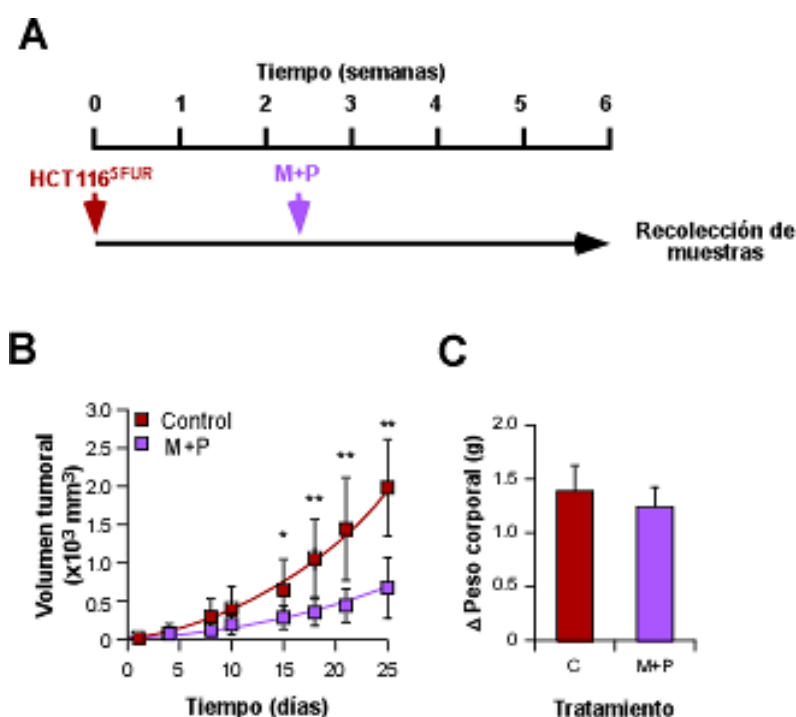 A
Tiempo (semanas)
0 1 2 3 4 5 6
HCT116⁵ᶠᵁᴿ
M+P
Recolección de
muestras
B
Control
M+P
Volumen tumoral
(x10³ mm³)
3.0
2.5
2.0
1.5
1.0
0.5
0
* ** ** **
0 5 10 15 20 25
Tiempo (días)
C
Δ Peso corporal (g)
2.0
1.5
1.0
0.5
0
C M+P
Tratamiento